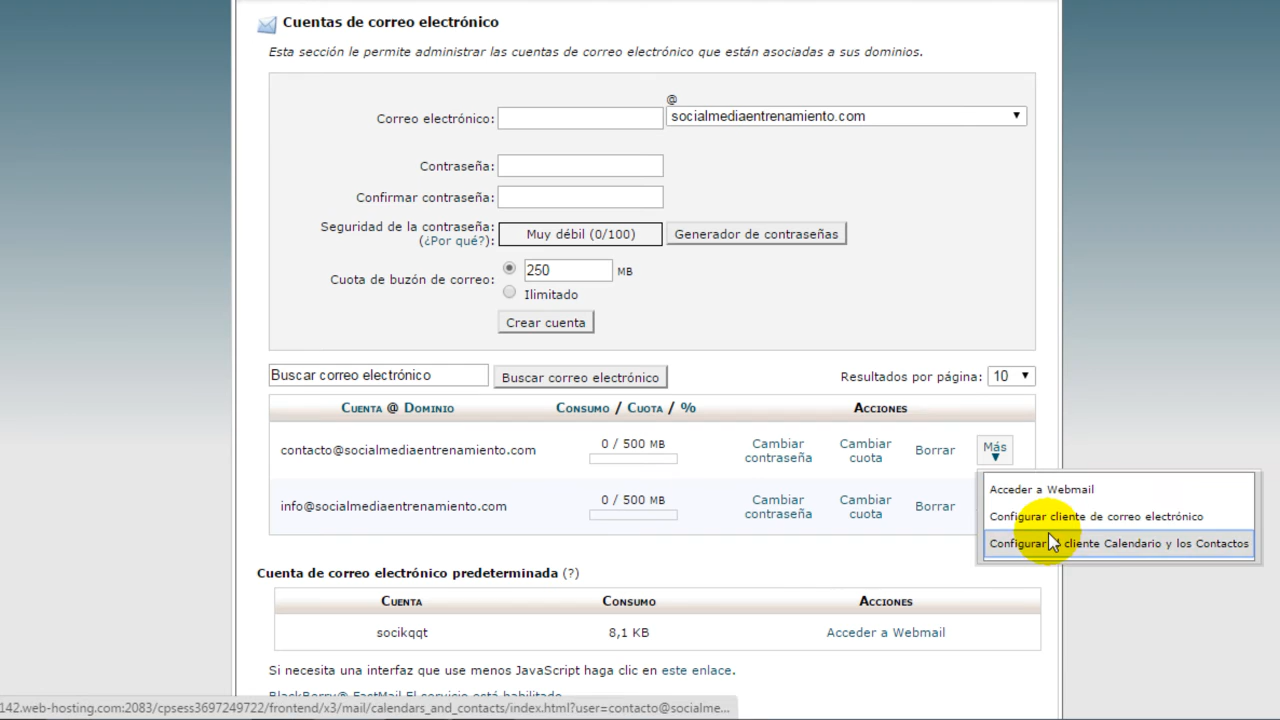 Cuentas de correo electrónico
Esta sección le permite administrar las cuentas de correo electrónico que están asociadas a sus dominios.
@
Correo electrónico: socialmediaentrenamiento.com ▼
Contraseña:
Confirmar contraseña:
Seguridad de la contraseña:
(¿Por qué?): Muy débil (0/100) Generador de contraseñas
Cuota de buzón de correo: 250 MB
Ilimitado
Crear cuenta
Buscar correo electrónico Buscar correo electrónico Resultados por página: 10 ▼
Cuenta @ Dominio Consumo / Cuota / % Acciones
contacto@socialmediaentrenamiento.com 0 / 500 MB Cambiar contraseña Cambiar cuota Borrar Más ▼
Acceder a Webmail
Configurar cliente de correo electrónico
Configurar cliente Calendario y los Contactos
info@socialmediaentrenamiento.com 0 / 500 MB Cambiar contraseña Cambiar cuota Borrar
Cuenta de correo electrónico predeterminada (?)
Cuenta Consumo Acciones
socikqqt 8,1 KB Acceder a Webmail
Si necesita una interfaz que use menos JavaScript haga clic en este enlace.
BlackBerry® FastMail El servicio está habilitado
142.web-hosting.com:2083/cpsess3697249722/frontend/x3/mail/calendars_and_contacts/index.html?user=contacto@socialme...